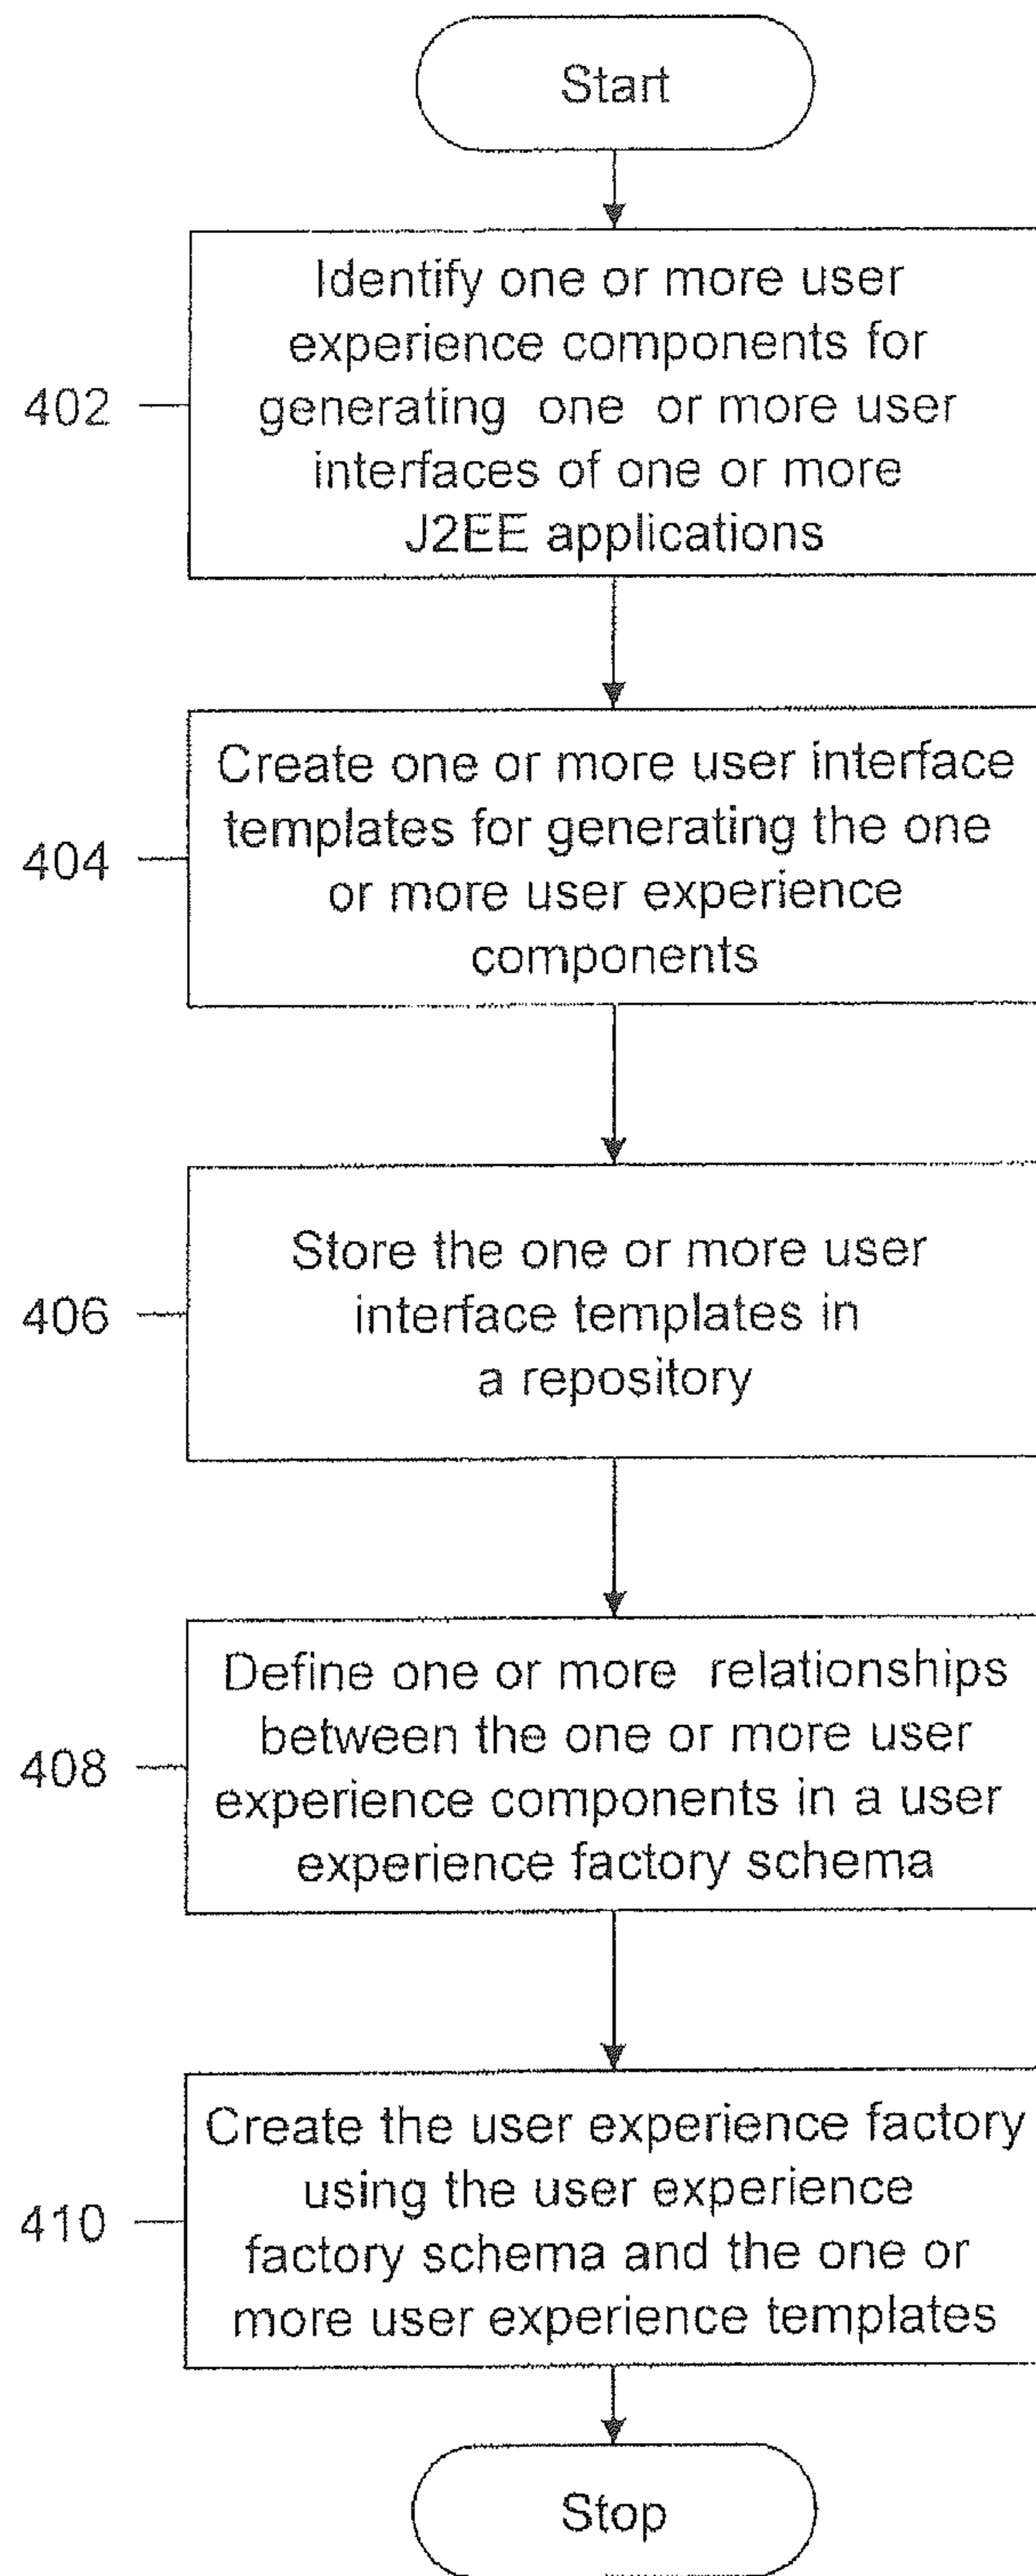 Start
Identify one or more user
experience components for
generating one or more user
interfaces of one or more
J2EE applications
402
Create one or more user interface
templates for generating the one
or more user experience
components
404
Store the one or more user
interface templates in
a repository
406
Define one or more relationships
between the one or more user
experience components in a user
experience factory schema
408
Create the user experience factory
using the user experience
factory schema and the one or
more user experience templates
410
Stop